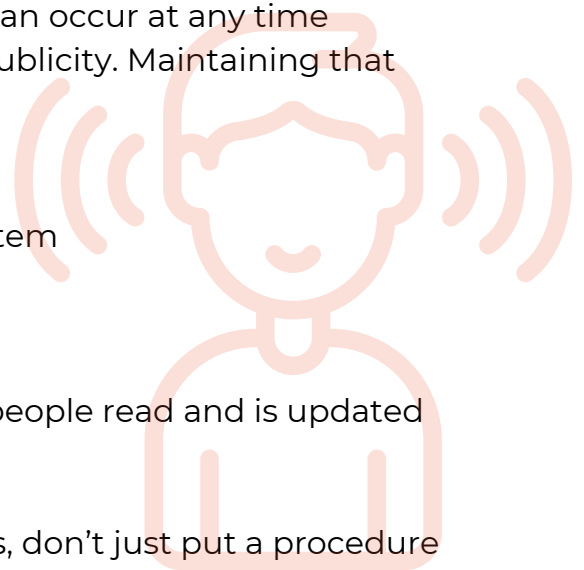 an occur at any time
ublicity. Maintaining that
tem
people read and is updated
s, don’t just put a procedure